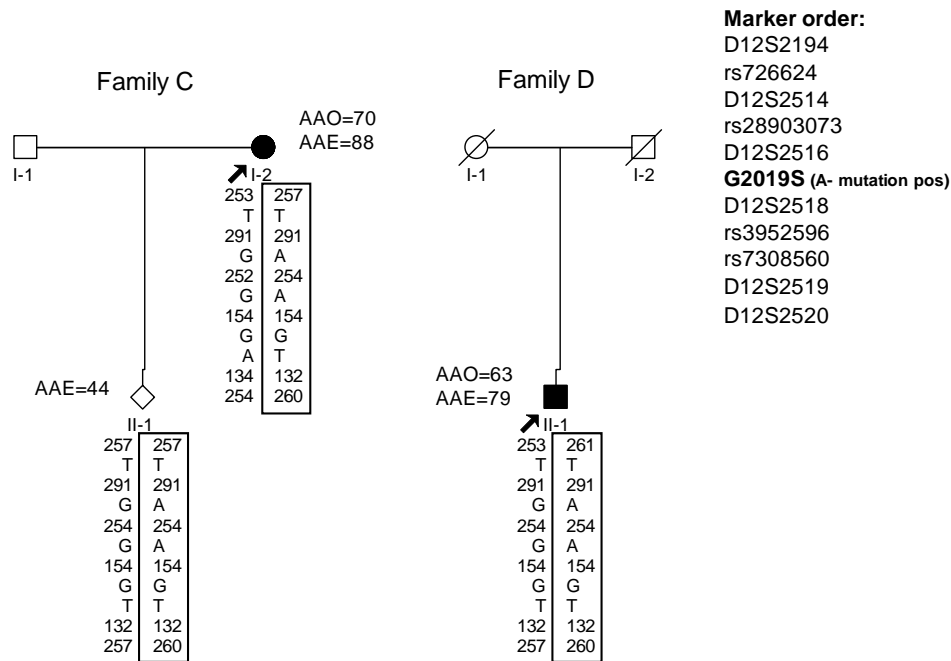 Family C
AAO=70
AAE=88
I-1
I-2
253 257
T T
291 291
G A
252 254
G A
154 154
G G
A T
134 132
254 260
AAE=44
II-1
257 257
T T
291 291
G A
254 254
G A
154 154
G G
T T
132 132
257 260
Family D
I-1
I-2
AAO=63
AAE=79
II-1
253 261
T T
291 291
G A
254 254
G A
154 154
G G
T T
132 132
257 260
Marker order:
D12S2194
rs726624
D12S2514
rs28903073
D12S2516
G2019S (A- mutation pos)
D12S2518
rs3952596
rs7308560
D12S2519
D12S2520